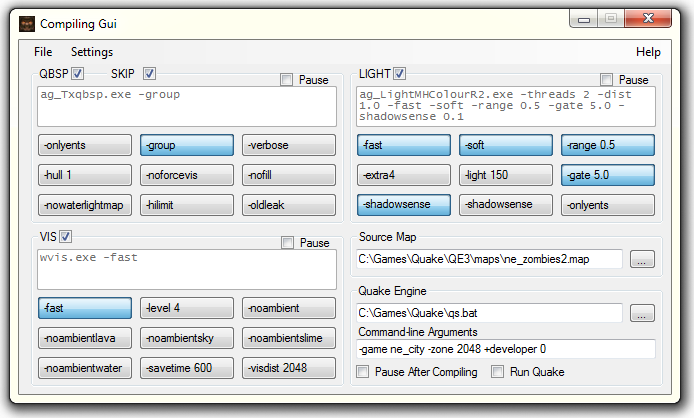 Compiling Gui
File Settings Help
QBSP SKIP Pause
ag_Txqbsp.exe -group
-onlyents -group -verbose
-hull 1 -noforcevis -nofill
-nowaterlightmap -hilimit -oldleak
LIGHT Pause
ag_LightMHColourR2.exe -threads 2 -dist
1.0 -fast -soft -range 0.5 -gate 5.0 -
shadowsense 0.1
-fast -soft -range 0.5
-extra4 -light 150 -gate 5.0
-shadowsense -shadowsense -onlyents
VIS Pause
wvis.exe -fast
-fast -level 4 -noambient
-noambientlava -noambientsky -noambientslime
-noambientwater -savetime 600 -visdist 2048
Source Map
C:\Games\Quake\QE3\maps\ne_zombies2.map ...
Quake Engine
C:\Games\Quake\qs.bat ...
Command-line Arguments
-game ne_city -zone 2048 +developer 0
Pause After Compiling Run Quake